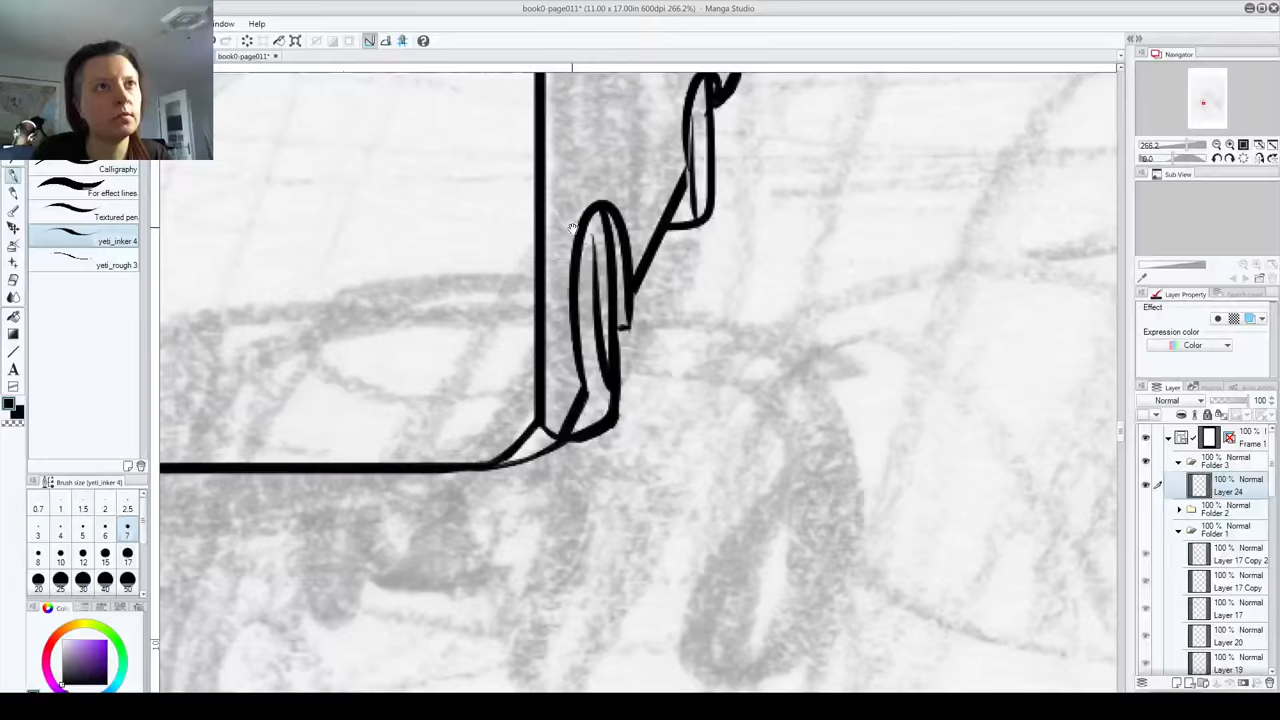 book0-page011* (11.00 x 17.00in 600dpi 266.2%) - Manga Studio
Window Help
book0-page011*
Navigator
266.2
0.0
Sub View
Calligraphy
For effect lines
Textured pen
yeti_inker 4
yeti_rough 3
Layer Property
Effect
Expression color
Color
Layer
Normal 100
100 %
Frame 1
100 % Normal
Folder 3
100 % Normal
Layer 24
100 % Normal
Folder 2
100 % Normal
Folder 1
100 % Normal
Layer 17 Copy 2
100 % Normal
Layer 17 Copy
100 % Normal
Layer 17
100 % Normal
Layer 20
100 % Normal
Layer 19
Brush size [yeti_inker 4]
0.7 1 1.5 2 2.5
3 4 5 6 7
8 10 12 15 17
20 25 30 40 50
A